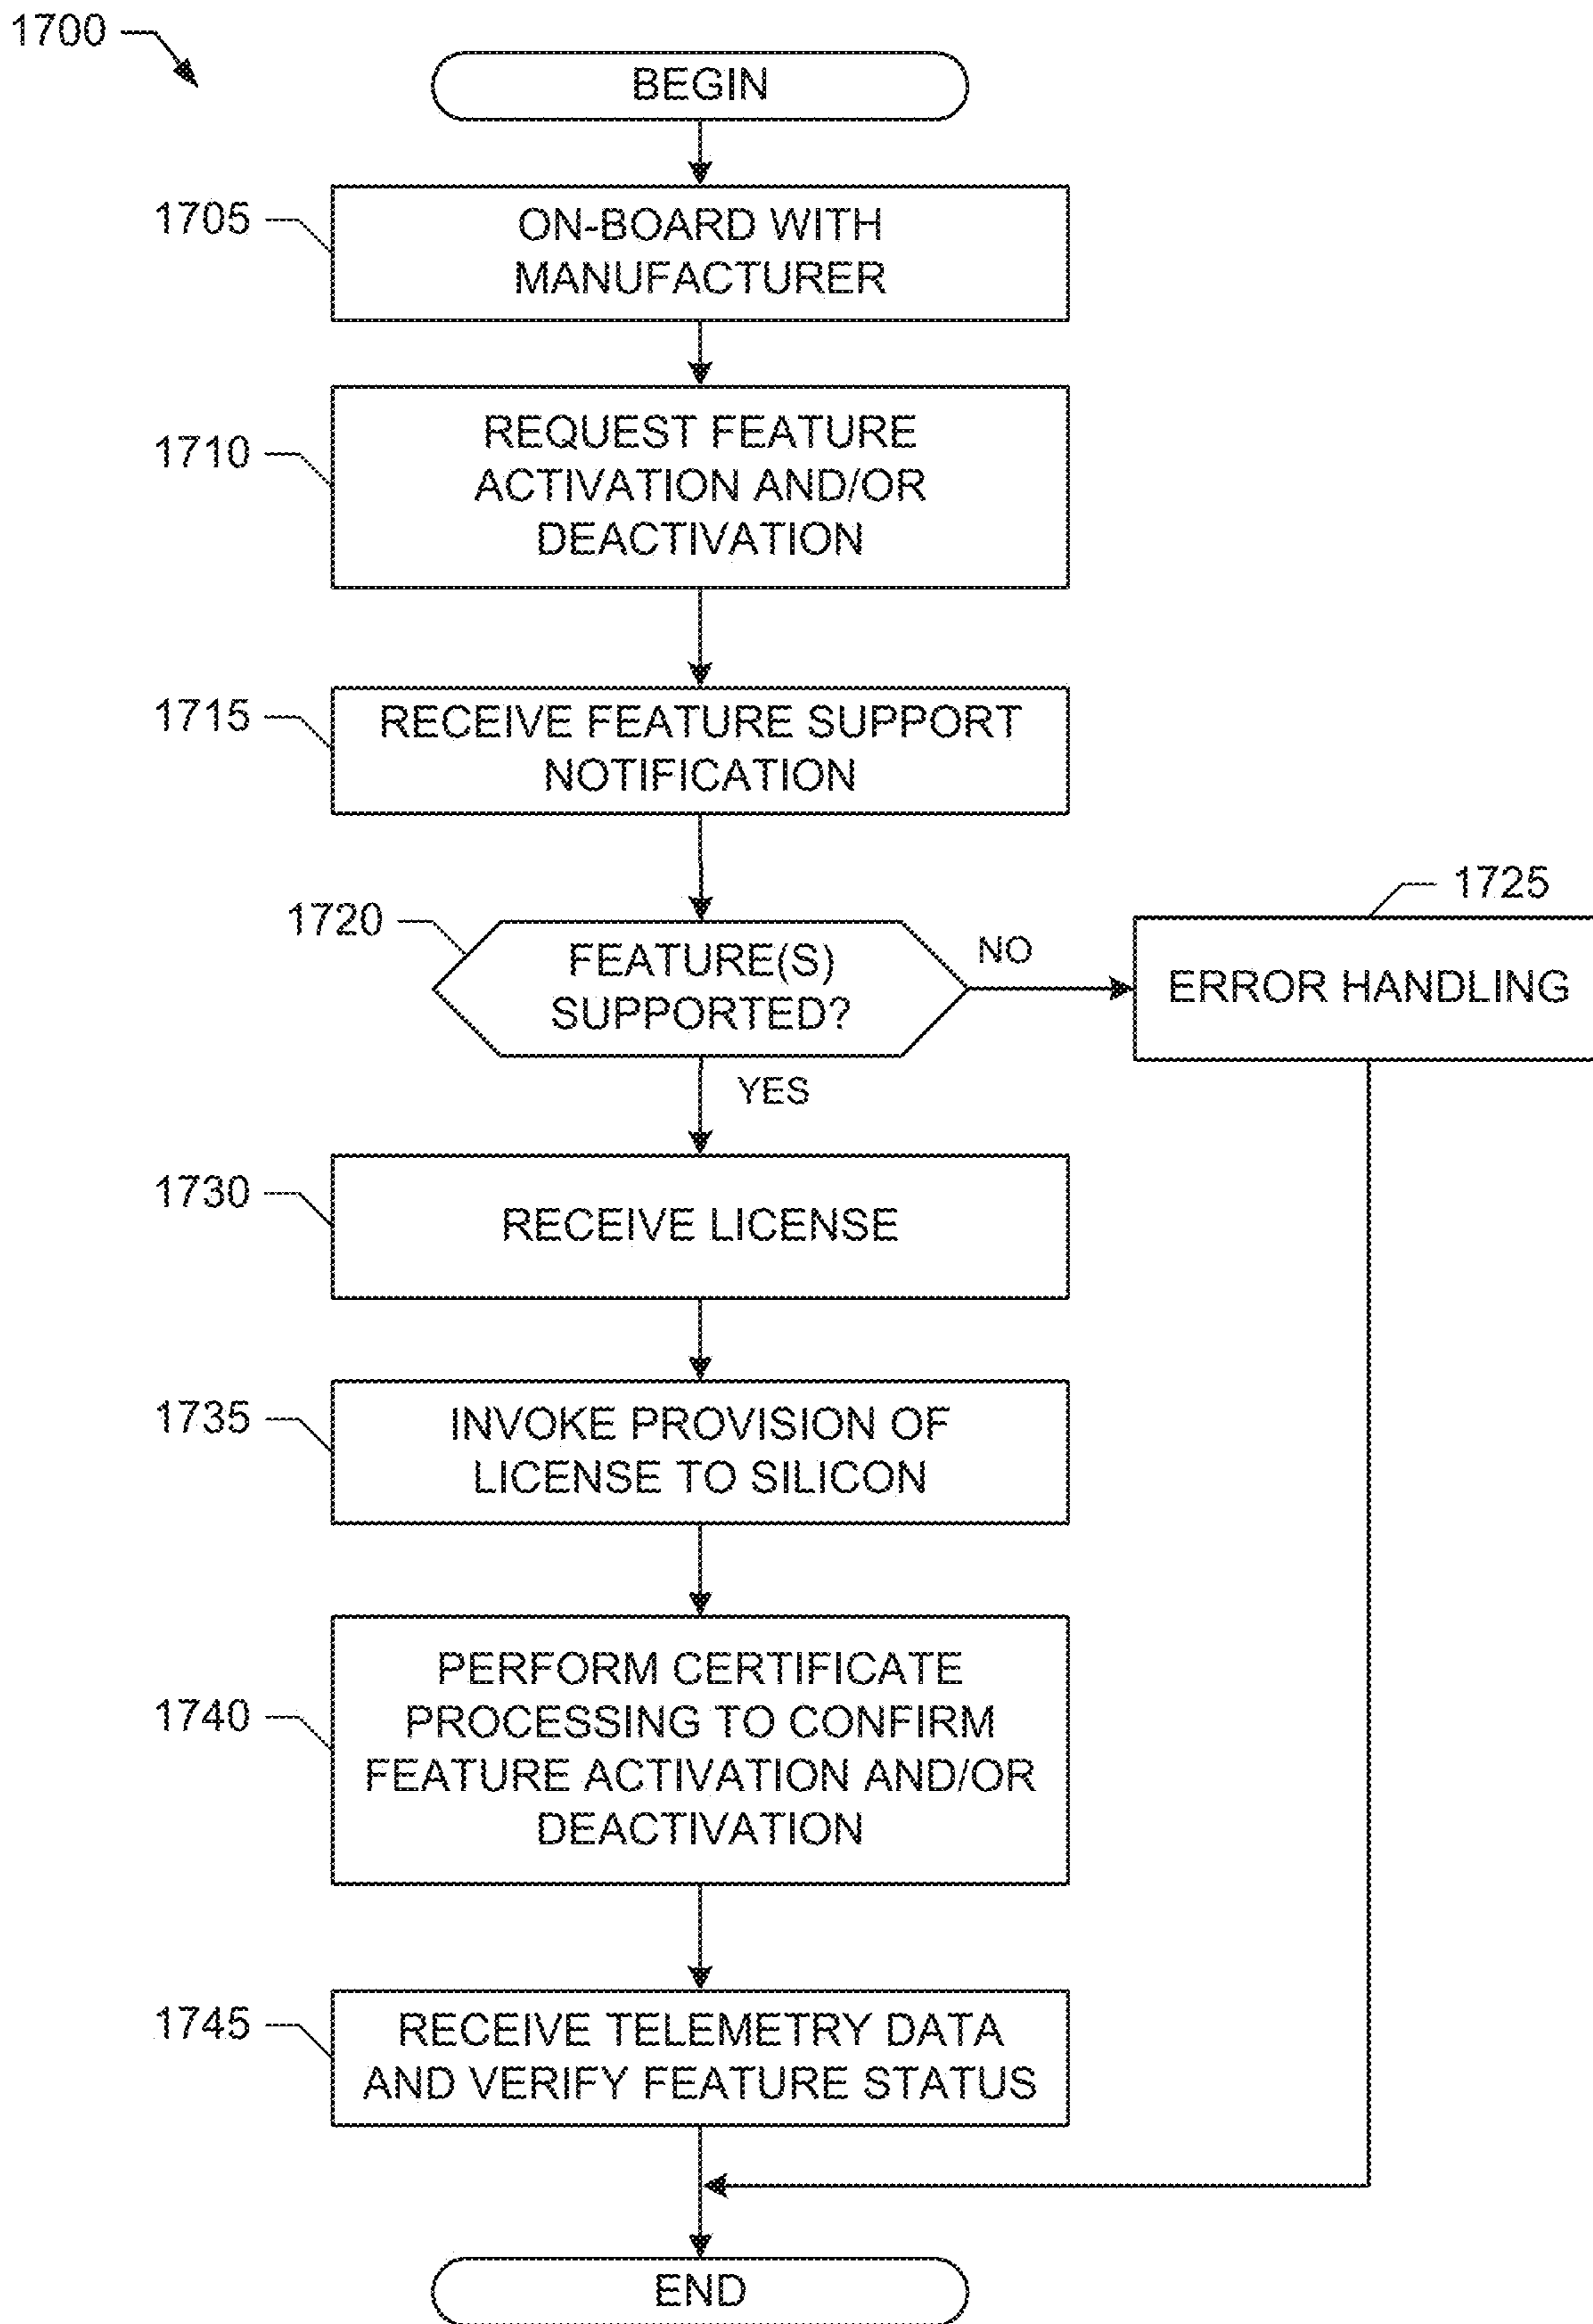 1700
BEGIN
1705
ON-BOARD WITH
MANUFACTURER
1710
REQUEST FEATURE
ACTIVATION AND/OR
DEACTIVATION
1715
RECEIVE FEATURE SUPPORT
NOTIFICATION
1720
FEATURE(S)
SUPPORTED?
NO
1725
ERROR HANDLING
YES
1730
RECEIVE LICENSE
1735
INVOKE PROVISION OF
LICENSE TO SILICON
1740
PERFORM CERTIFICATE
PROCESSING TO CONFIRM
FEATURE ACTIVATION AND/OR
DEACTIVATION
1745
RECEIVE TELEMETRY DATA
AND VERIFY FEATURE STATUS
END